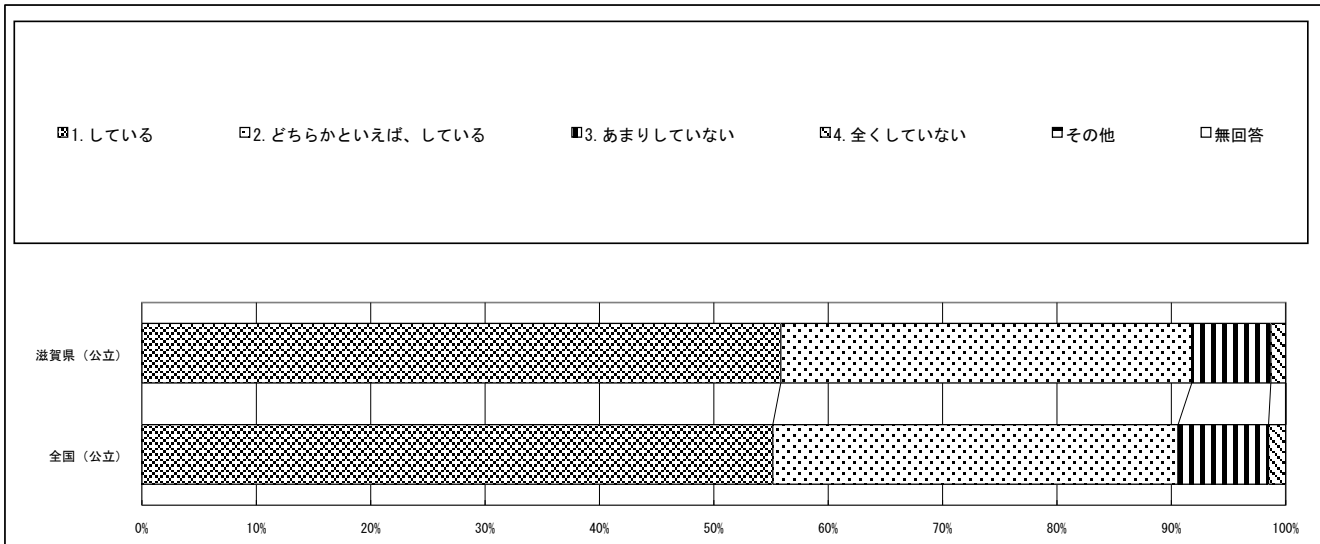 1. している 2. どちらかといえば、している 3. あまりしていない 4. 全くしていない その他 無回答
滋賀県（公立）
全国（公立）
0% 10% 20% 30% 40% 50% 60% 70% 80% 90% 100%